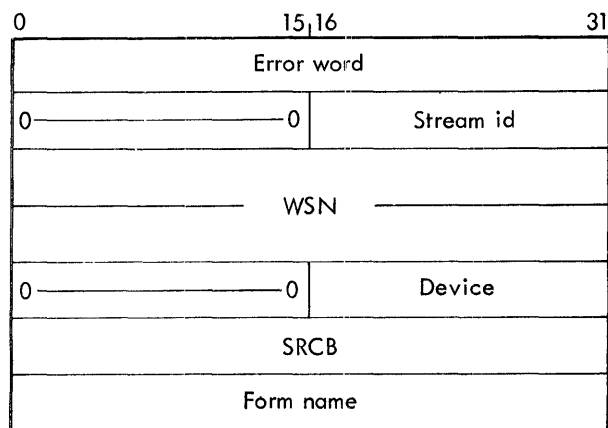 0 15 16 31
Error word
0 0 Stream id
WSN
0 0 Device
SRCB
Form name